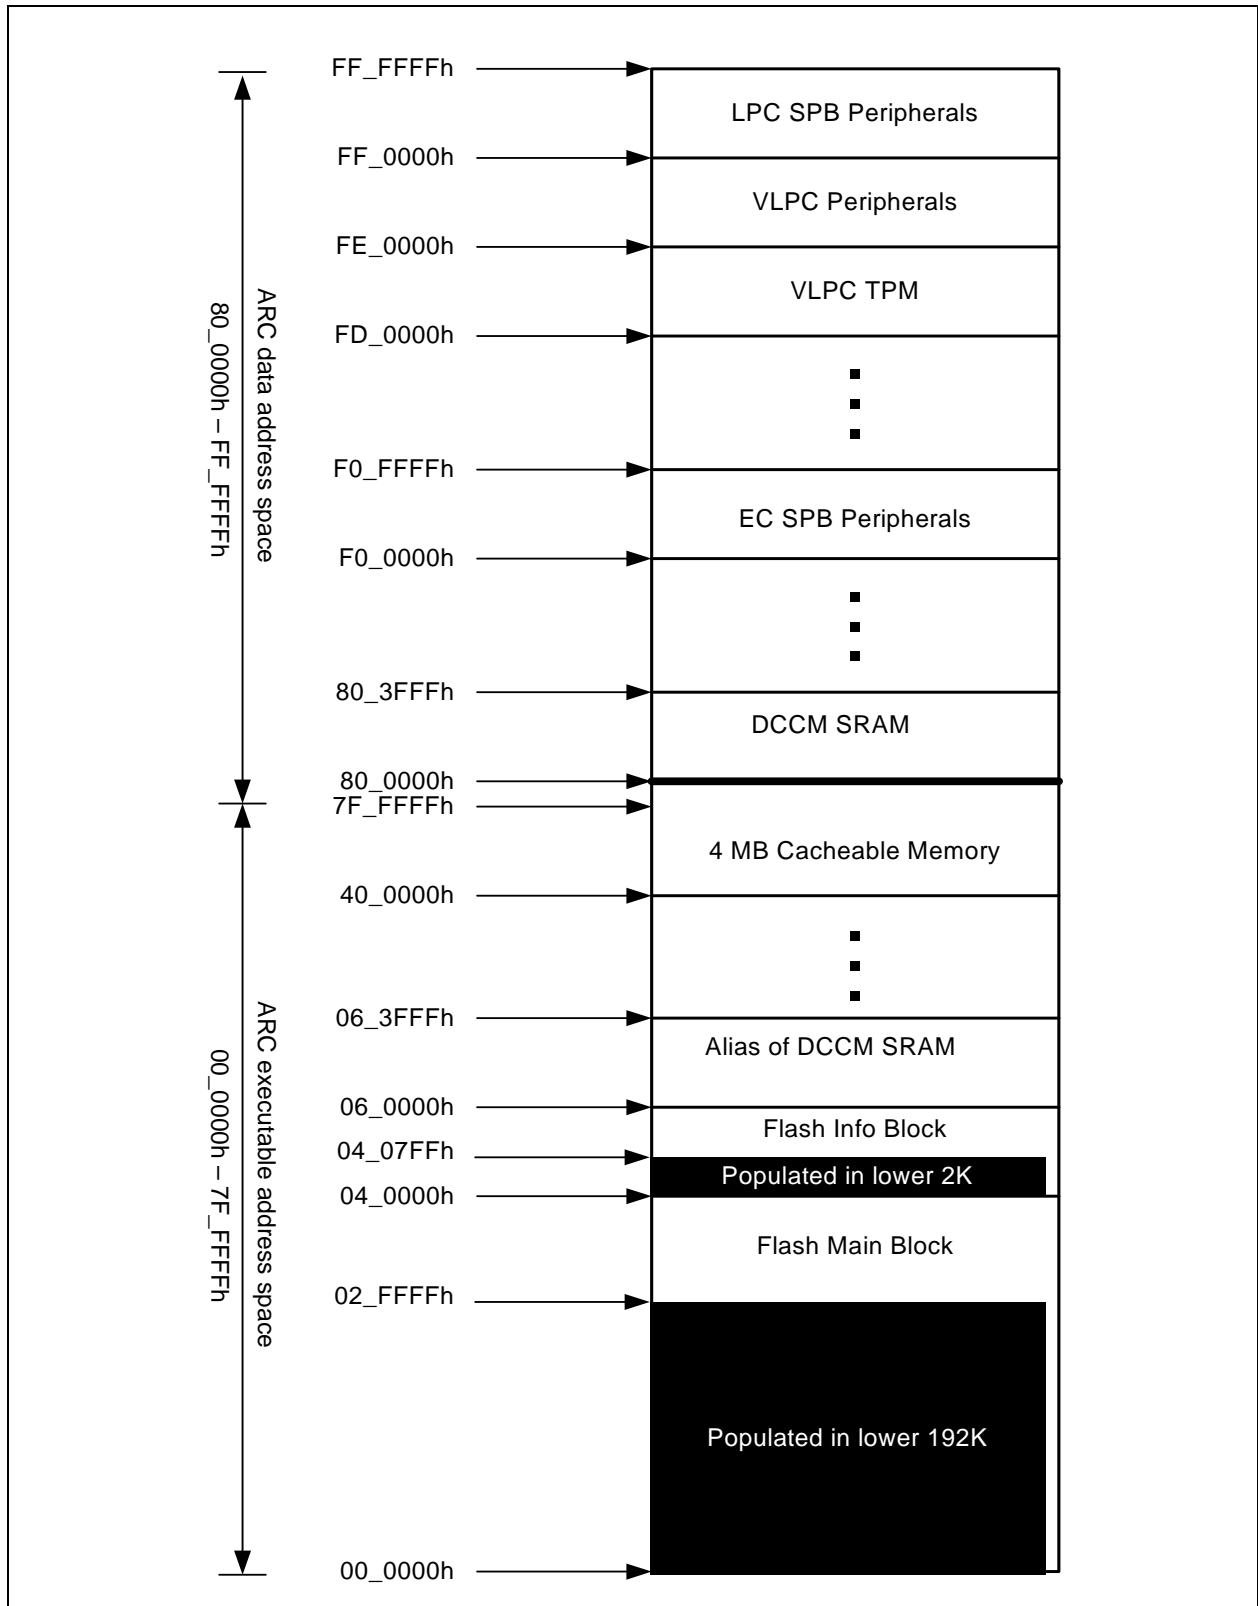 FF_FFFFh
LPC SPB Peripherals
FF_0000h
VLPC Peripherals
FE_0000h
VLPC TPM
FD_0000h
F0_FFFFh
EC SPB Peripherals
F0_0000h
80_3FFFh
DCCM SRAM
80_0000h
7F_FFFFh
4 MB Cacheable Memory
40_0000h
06_3FFFh
Alias of DCCM SRAM
06_0000h
Flash Info Block
04_07FFh
Populated in lower 2K
04_0000h
Flash Main Block
02_FFFFh
Populated in lower 192K
00_0000h
ARC data address space
80_0000h – FF_FFFFh
ARC executable address space
00_0000h – 7F_FFFFh